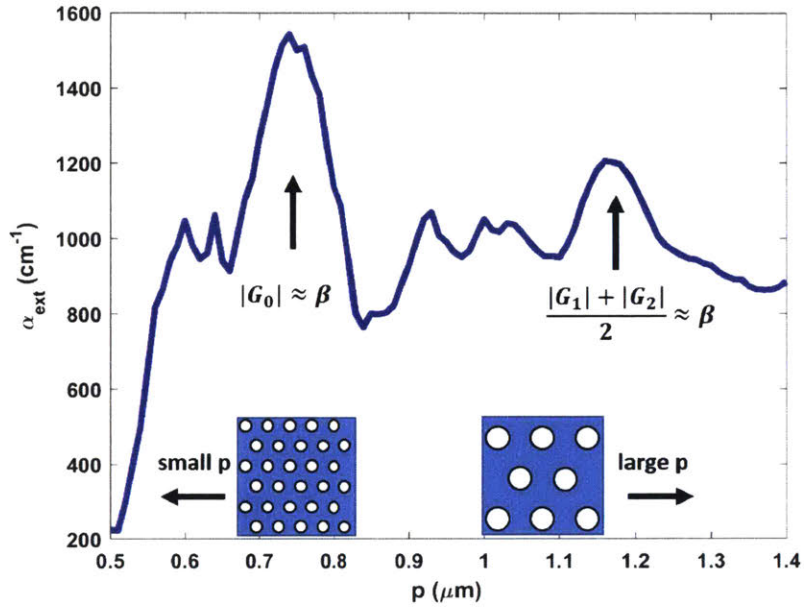 1600
1400
1200
1000
800
600
400
200
α_ext (cm⁻¹)
|G₀| ≈ β
(|G₁| + |G₂|)/2 ≈ β
small p
large p
0.5 0.6 0.7 0.8 0.9 1 1.1 1.2 1.3 1.4
p (μm)